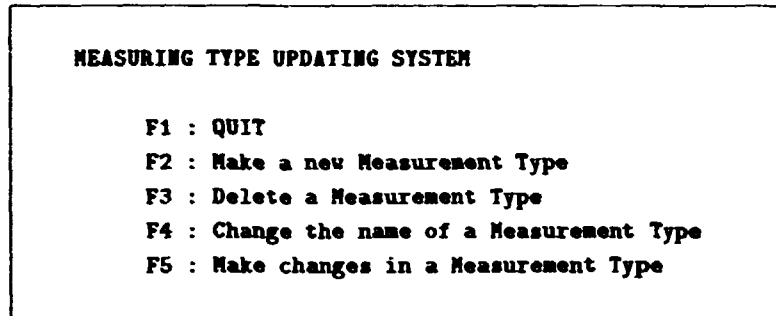 MEASURING TYPE UPDATING SYSTEM
F1 : QUIT
F2 : Make a new Measurement Type
F3 : Delete a Measurement Type
F4 : Change the name of a Measurement Type
F5 : Make changes in a Measurement Type